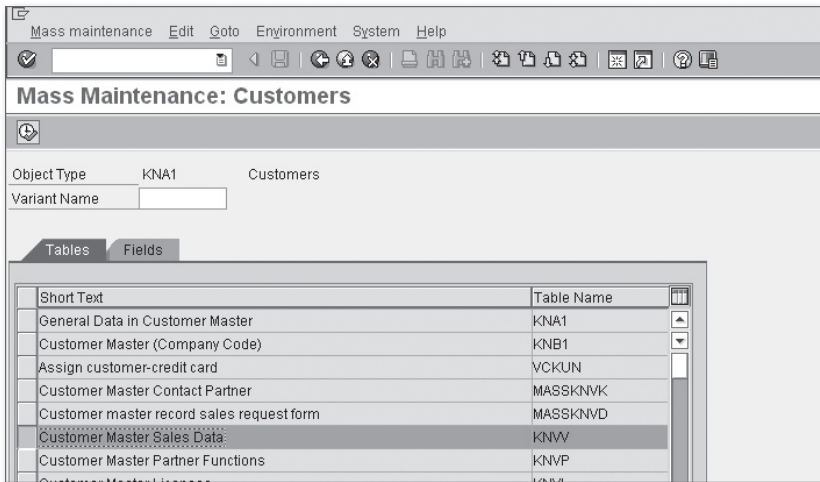 Mass maintenance Edit Goto Environment System Help
Mass Maintenance: Customers
Object Type KNA1 Customers
Variant Name
Tables Fields
Short Text Table Name
General Data in Customer Master KNA1
Customer Master (Company Code) KNB1
Assign customer-credit card VCKUN
Customer Master Contact Partner MASSKNVK
Customer master record sales request form MASSKNVD
Customer Master Sales Data KNVV
Customer Master Partner Functions KNVP
Customer Master